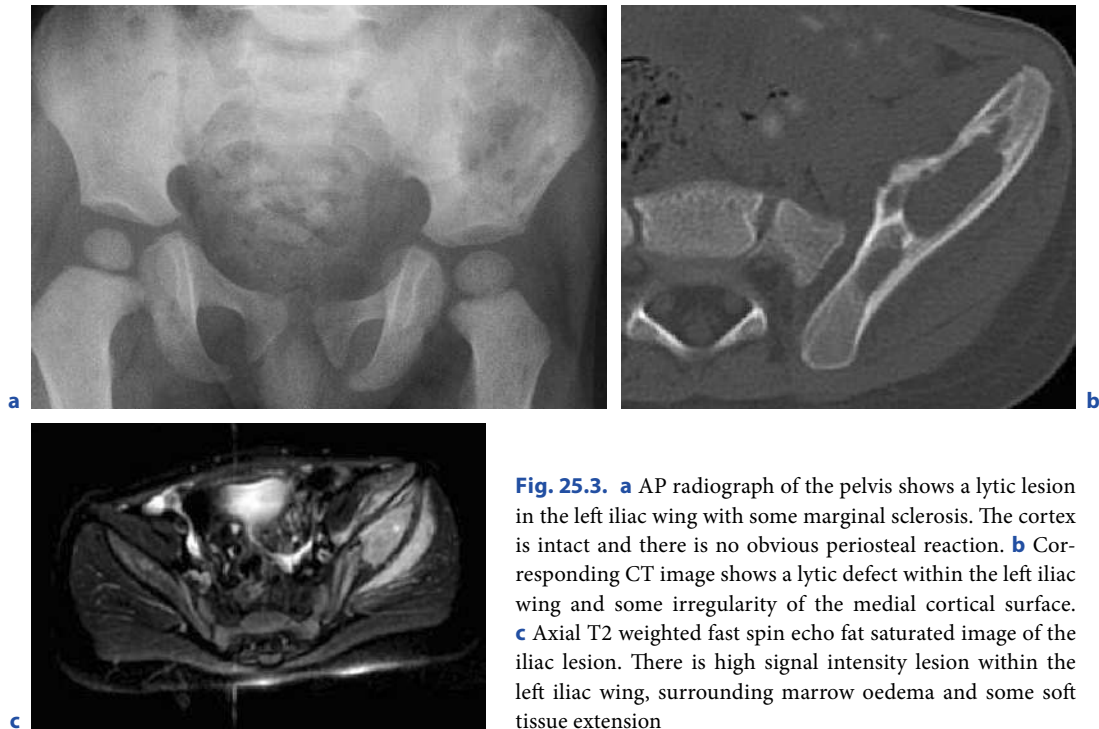 a
b
c
Fig. 25.3. a AP radiograph of the pelvis shows a lytic lesion
in the left iliac wing with some marginal sclerosis. The cortex
is intact and there is no obvious periosteal reaction. b Cor-
responding CT image shows a lytic defect within the left iliac
wing and some irregularity of the medial cortical surface.
c Axial T2 weighted fast spin echo fat saturated image of the
iliac lesion. There is high signal intensity lesion within the
left iliac wing, surrounding marrow oedema and some soft
tissue extension